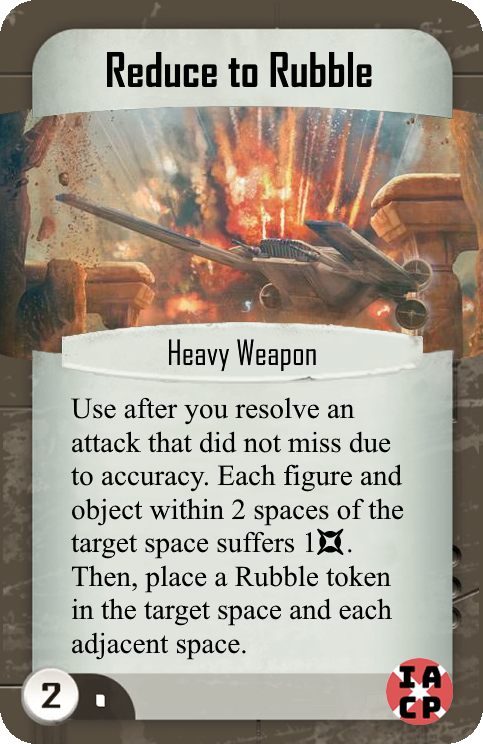 Reduce to Rubble
Heavy Weapon
Use after you resolve an
attack that did not miss due
to accuracy. Each figure and
object within 2 spaces of the
target space suffers 1.
Then, place a Rubble token
in the target space and each
adjacent space.
2
IA
CP